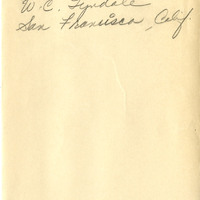 W. C. Tyndale
San Francisco, Calif.